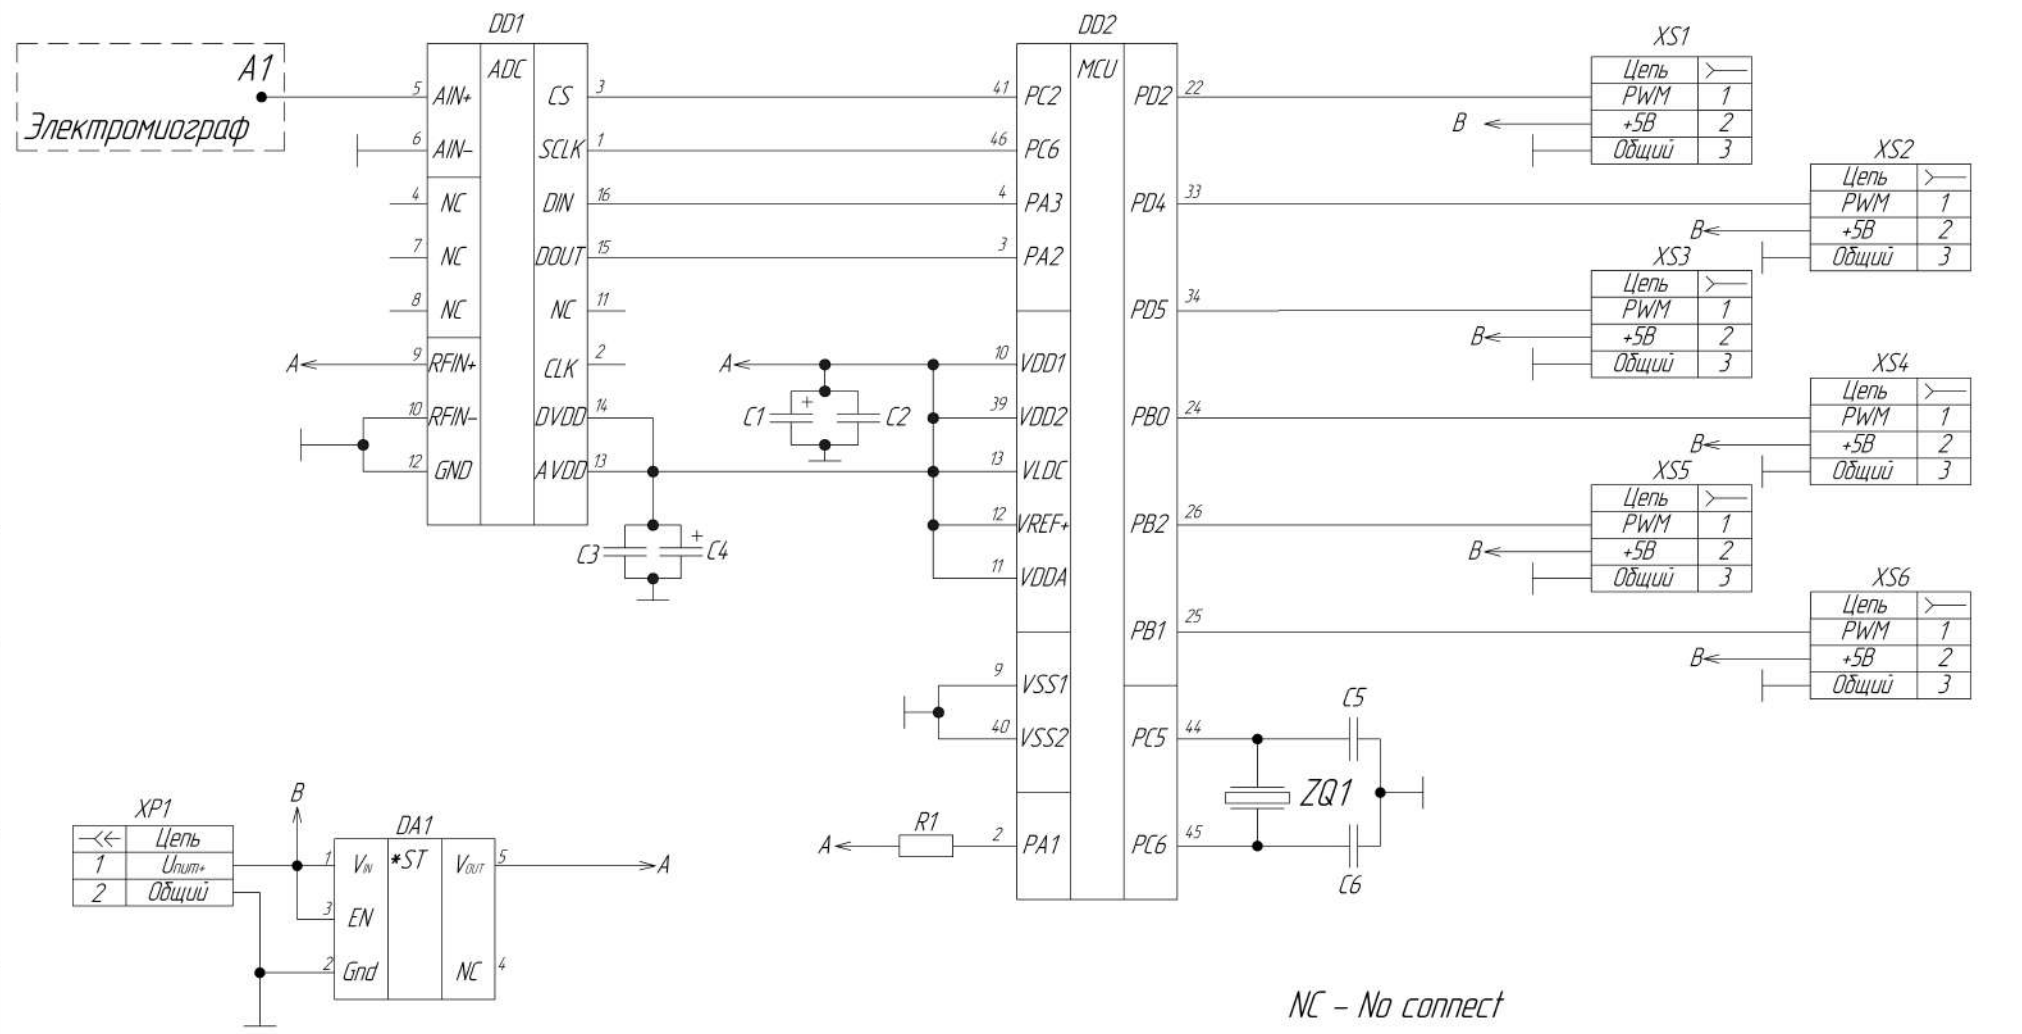 A1
Электромиограф
DD1
ADC
5 AIN+
6 AIN-
4 NC
7 NC
8 NC
A 9 RFIN+
10 RFIN-
12 GND
CS 3
SCLK 1
DIN 16
DOUT 15
NC 11
CLK 2
DVDD 14
AVDD 13
C3 + C4
A
C1 + C2
DD2
MCU
41 PC2
46 PC6
4 PA3
3 PA2
10 VDD1
39 VDD2
13 VLDC
12 VREF+
11 VDDA
9 VSS1
40 VSS2
A R1 2 PA1
PD2 22
PD4 33
PD5 34
PB0 24
PB2 26
PB1 25
PC5 44
PC6 45
C5
ZQ1
C6
XS1
Цепь
PWM 1
B +5В 2
Общий 3
XS2
Цепь
PWM 1
B +5В 2
Общий 3
XS3
Цепь
PWM 1
B +5В 2
Общий 3
XS4
Цепь
PWM 1
B +5В 2
Общий 3
XS5
Цепь
PWM 1
B +5В 2
Общий 3
XS6
Цепь
PWM 1
B +5В 2
Общий 3
XP1
Цепь
1 Uпит+
2 Общий
B
DA1
*ST
1 VIN
3 EN
2 Gnd
VOUT 5 A
NC 4
NC – No connect